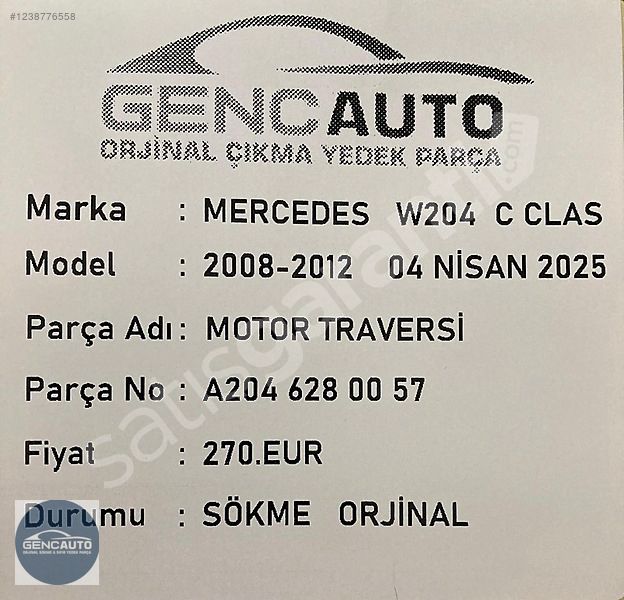 #1238776558
GENCAUTO
ORJİNAL ÇIKMA YEDEK PARÇA
Marka : MERCEDES W204 C CLAS
Model : 2008-2012 04 NİSAN 2025
Parça Adı : MOTOR TRAVERSİ
Parça No : A204 628 00 57
Fiyat : 270.EUR
Durumu : SÖKME ORJİNAL
GENCAUTO